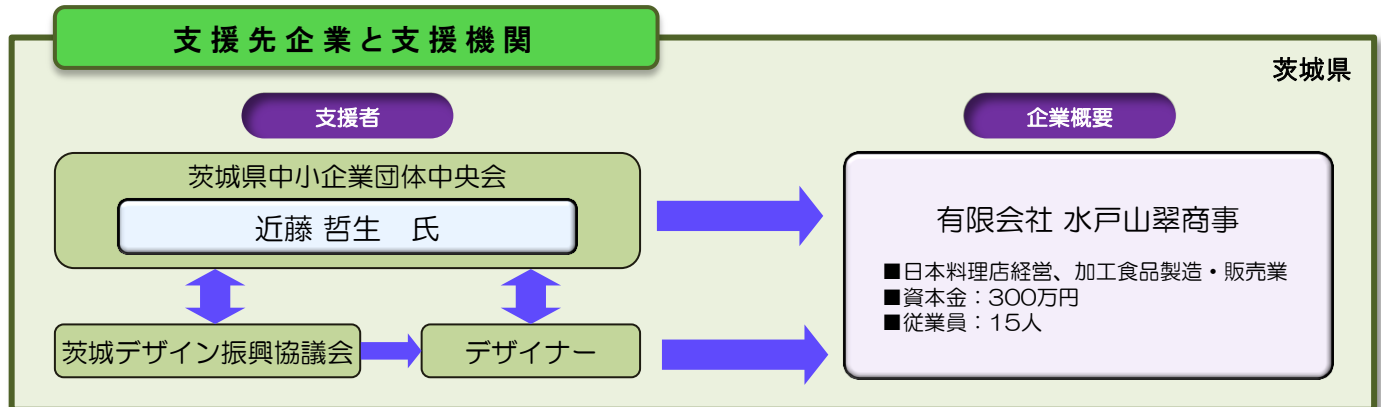 支援先企業と支援機関
茨城県
支援者
企業概要
茨城県中小企業団体中央会
近藤 哲生　氏
有限会社 水戸山翠商事
■日本料理店経営、加工食品製造・販売業
■資本金：300万円
■従業員：15人
茨城デザイン振興協議会
デザイナー